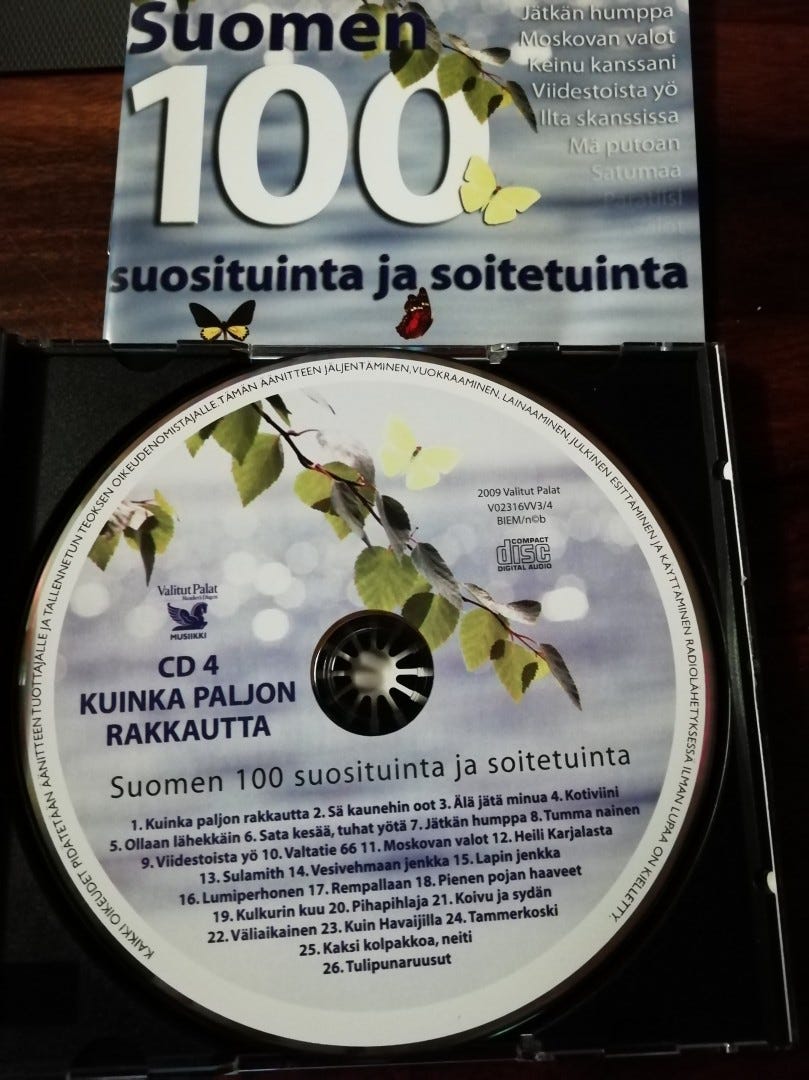 Suomen
100
suosituinta ja soitetuinta
Jätkän humppa
Moskovan valot
Keinu kanssani
Viidestoista yö
Ilta skanssissa
Mä putoan
Satumaa
Paratiisi
KAIKKI OIKEUDET PIDÄTETÄÄN ÄÄNITTEEN TUOTTAJALLE JA TALLENNETUN TEOKSEN OIKEUDENOMISTAJALLE.TÄMÄN ÄÄNITTEEN JÄLJENTÄMINEN,VUOKRAAMINEN, LAINAAMINEN, JULKINEN ESITTÄMINEN JA KÄYTTÄMINEN RADIOLÄHETYKSESSÄ ILMAN LUPAA ON KIELLETTY.
2009 Valitut Palat
V02316VV3/4
BIEM/n©b
COMPACT
disc
DIGITAL AUDIO
Valitut Palat
Reader's Digest
MUSIIKKI
CD 4
KUINKA PALJON
RAKKAUTTA
Suomen 100 suosituinta ja soitetuinta
1. Kuinka paljon rakkautta 2. Sä kaunehin oot 3. Älä jätä minua 4. Kotiviini
5. Ollaan lähekkäin 6. Sata kesää, tuhat yötä 7. Jätkän humppa 8. Tumma nainen
9. Viidestoista yö 10. Valtatie 66 11. Moskovan valot 12. Heili Karjalasta
13. Sulamith 14. Vesivehmaan jenkka 15. Lapin jenkka
16. Lumiperhonen 17. Rempallaan 18. Pienen pojan haaveet
19. Kulkurin kuu 20. Pihapihlaja 21. Koivu ja sydän
22. Väliaikainen 23. Kuin Havaijilla 24. Tammerkoski
25. Kaksi kolpakkoa, neiti
26. Tulipunaruusut